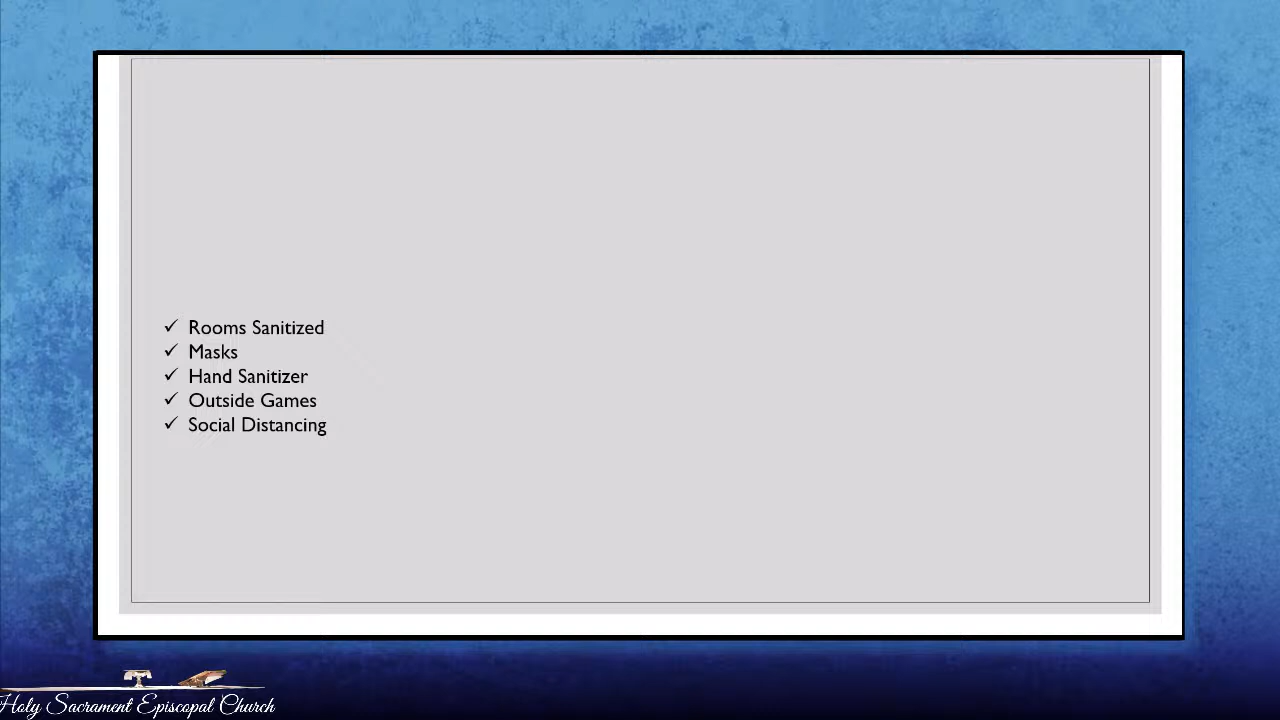 ✓ Rooms Sanitized
✓ Masks
✓ Hand Sanitizer
✓ Outside Games
✓ Social Distancing
Holy Sacrament Episcopal Church